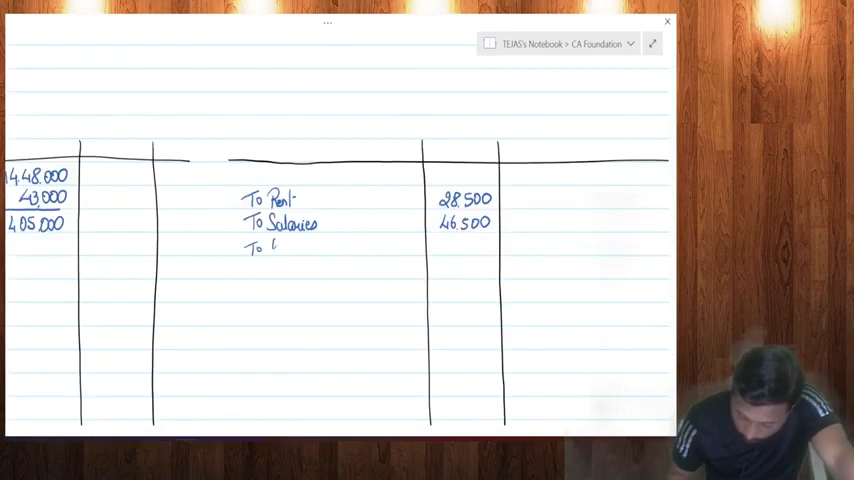 ...
TEJAS's Notebook > CA Foundation
14.48.000
43,000
4 05,000
To Rent
28.500
To Salaries
46.500
To